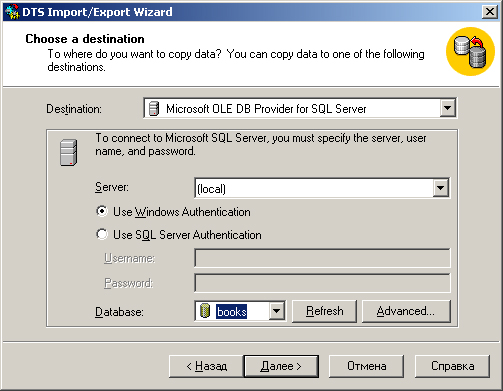 DTS Import/Export Wizard
Choose a destination
To where do you want to copy data? You can copy data to one of the following
destinations.
Destination:
Microsoft OLE DB Provider for SQL Server
To connect to Microsoft SQL Server, you must specify the server, user
name, and password.
Server:
(local)
Use Windows Authentication
Use SQL Server Authentication
Username:
Password:
Database:
books
Refresh
Advanced...
< Назад
Далее >
Отмена
Справка